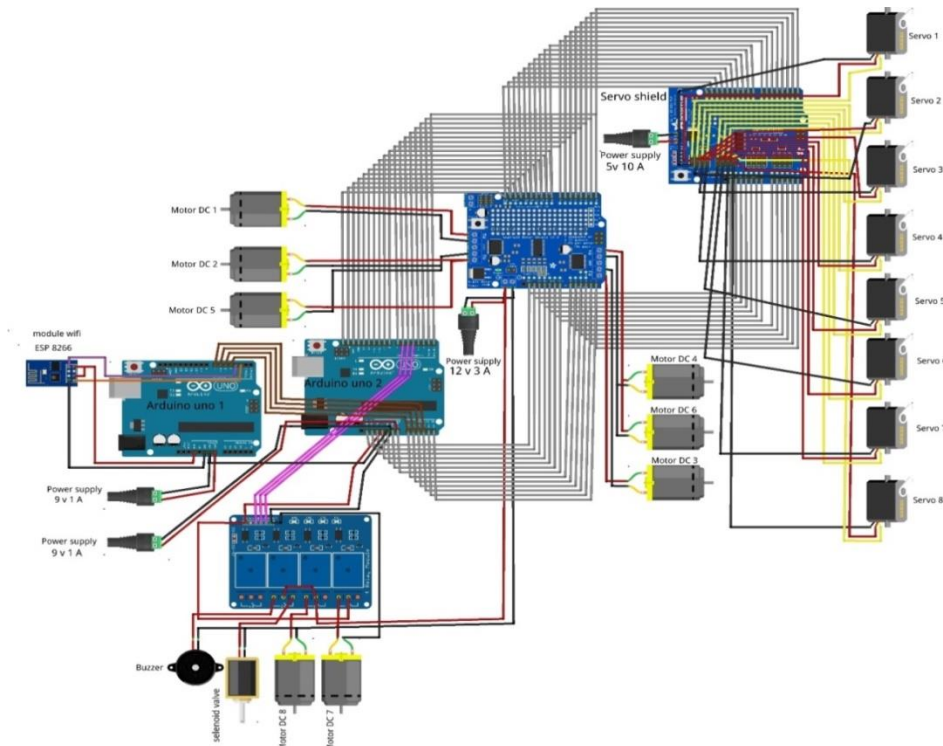 Servo 1
Servo shield
Servo 2
Power supply
5v 10 A
Servo 3
Motor DC 1
Servo 4
Motor DC 2
Servo 5
Motor DC 5
module wifi
ESP 8266
Power supply
12 v 3 A
Motor DC 4
UNO
Arduino uno 1
UNO
Arduino uno 2
Motor DC 6
Motor DC 3
Power supply
9 v 1 A
Servo 8
Power supply
9 v 1 A
Buzzer
selenoid valve
Motor DC 8
Motor DC 7